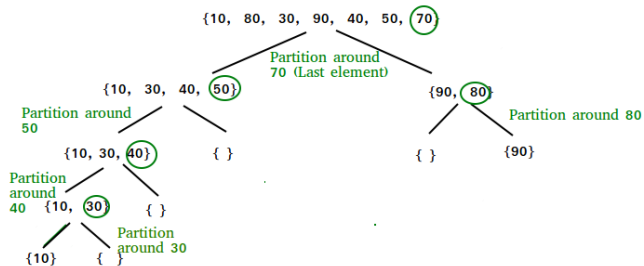 {10, 80, 30, 90, 40, 50, 70}
Partition around
70 (Last element)
{10, 30, 40, 50}
{90, 80}
Partition around
50
Partition around 80
{10, 30, 40}
{ }
{ }
{90}
Partition
around
40
{10, 30}
{ }
Partition
around 30
{10}
{ }